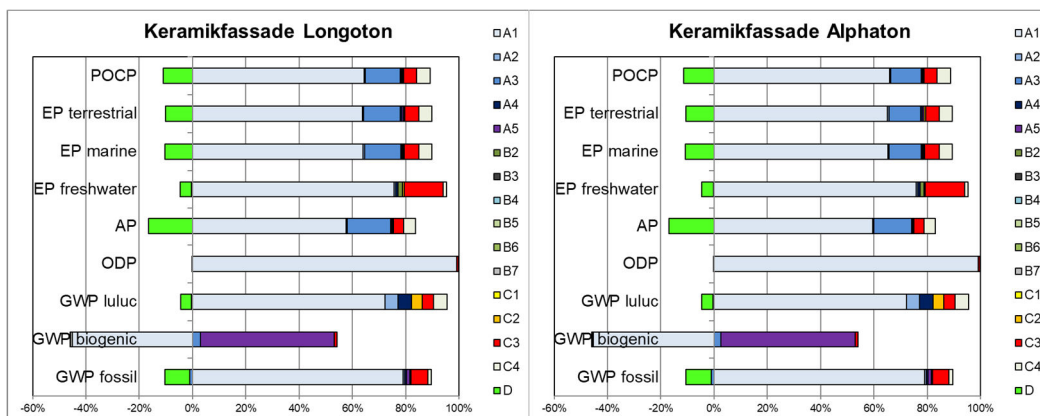 Keramikfassade Longoton
POCP
EP terrestrial
EP marine
EP freshwater
AP
ODP
GWP luluc
GWP biogenic
GWP fossil
-60% -40% -20% 0% 20% 40% 60% 80% 100%
A1
A2
A3
A4
A5
B2
B3
B4
B5
B6
B7
C1
C2
C3
C4
D
Keramikfassade Alphaton
POCP
EP terrestrial
EP marine
EP freshwater
AP
ODP
GWP luluc
GWP biogenic
GWP fossil
-60% -40% -20% 0% 20% 40% 60% 80% 100%
A1
A2
A3
A4
A5
B2
B3
B4
B5
B6
B7
C1
C2
C3
C4
D